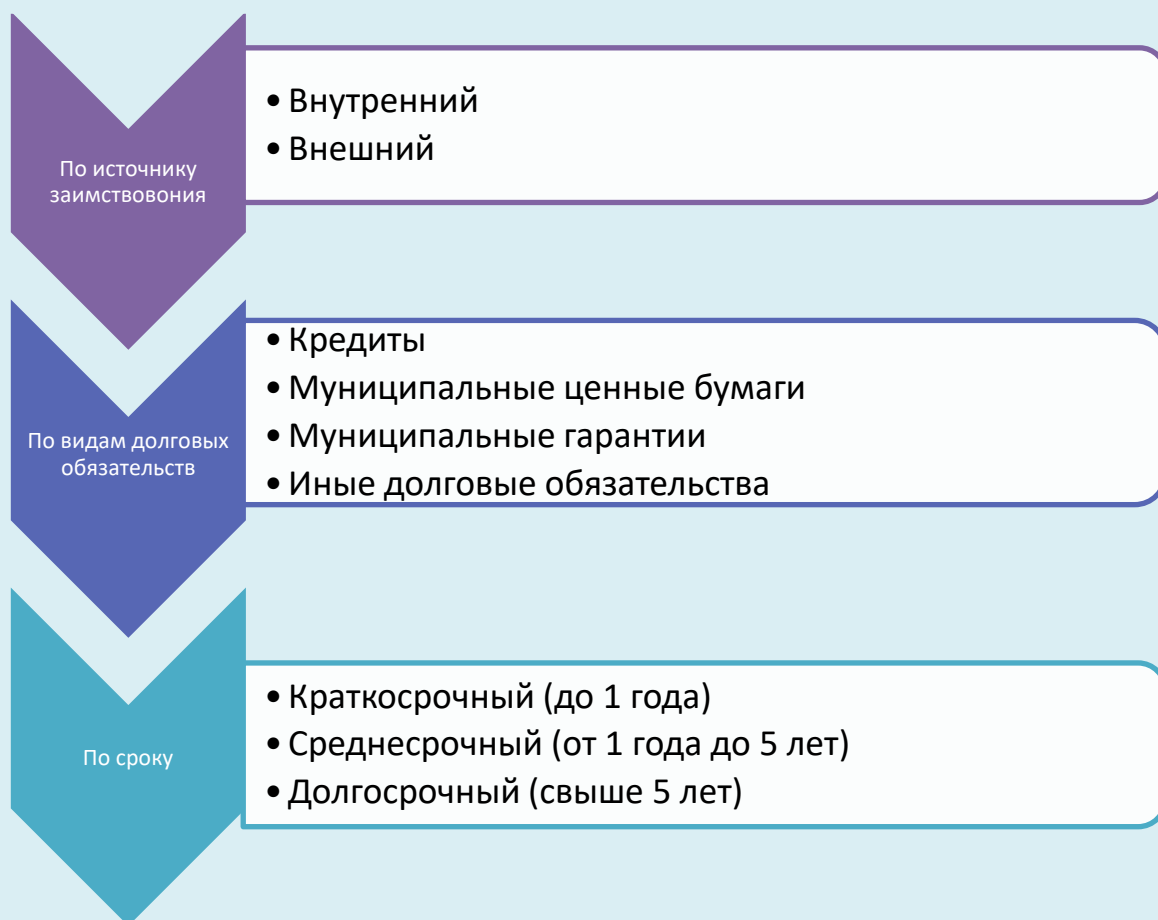 По источнику
заимствовония
• Внутренний
• Внешний
По видам долговых
обязательств
• Кредиты
• Муниципальные ценные бумаги
• Муниципальные гарантии
• Иные долговые обязательства
По сроку
• Краткосрочный (до 1 года)
• Среднесрочный (от 1 года до 5 лет)
• Долгосрочный (свыше 5 лет)